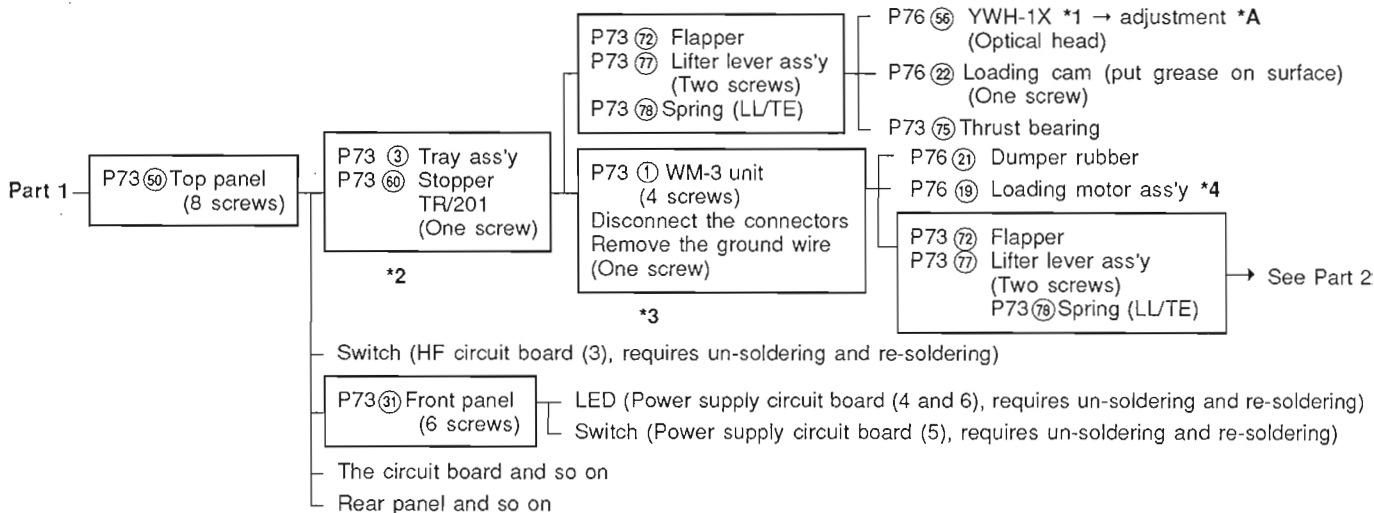 Part 1
P73 50 Top panel
(8 screws)
P73 3 Tray ass'y
P73 60 Stopper
TR/201
(One screw)
*2
P73 72 Flapper
P73 77 Lifter lever ass'y
(Two screws)
P73 78 Spring (LL/TE)
P76 56 YWH-1X *1 → adjustment *A
(Optical head)
P76 22 Loading cam (put grease on surface)
(One screw)
P73 75 Thrust bearing
P73 1 WM-3 unit
(4 screws)
Disconnect the connectors
Remove the ground wire
(One screw)
*3
P76 21 Dumper rubber
P76 19 Loading motor ass'y *4
P73 72 Flapper
P73 77 Lifter lever ass'y
(Two screws)
P73 78 Spring (LL/TE)
See Part 2
Switch (HF circuit board (3), requires un-soldering and re-soldering)
P73 31 Front panel
(6 screws)
LED (Power supply circuit board (4 and 6), requires un-soldering and re-soldering)
Switch (Power supply circuit board (5), requires un-soldering and re-soldering)
The circuit board and so on
Rear panel and so on